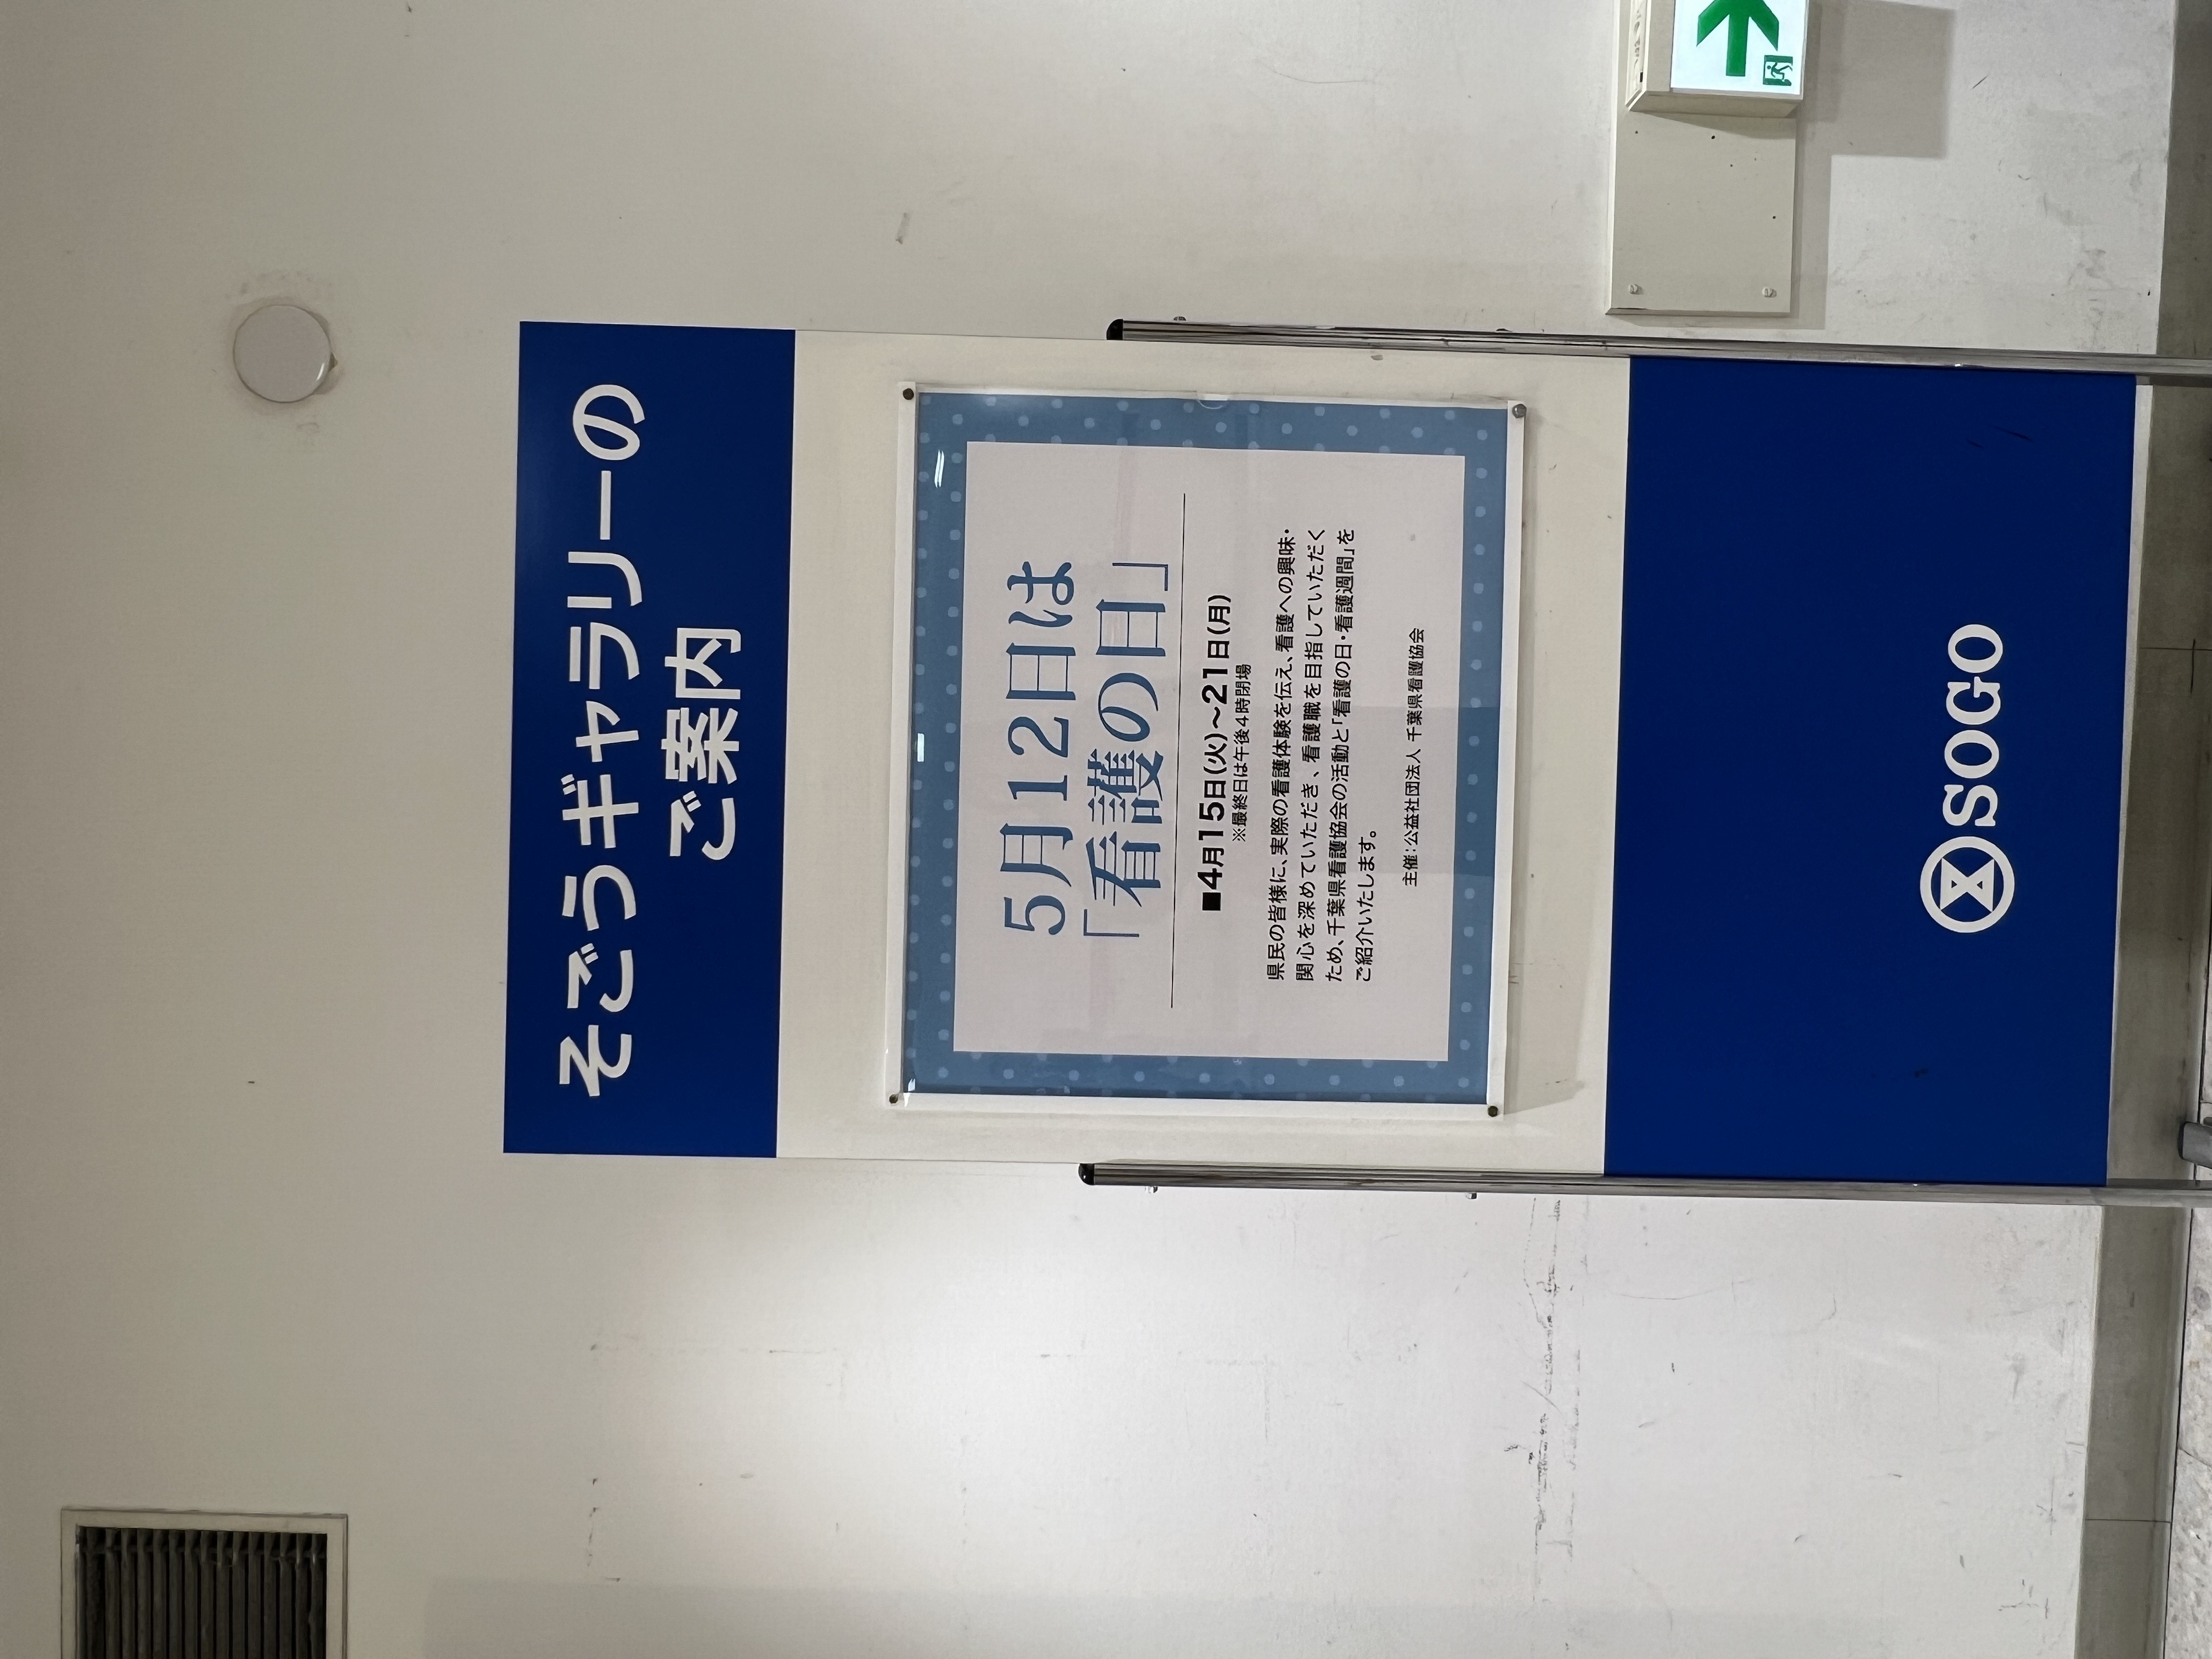 そごうギャラリーの
ご案内
5月12日は
「看護の日」
■4月15日(火)～21日(月)
※最終日は午後4時閉場
県民の皆様に、実際の看護体験を伝え、看護への興味・
関心を深めていただき、看護職を目指していただく
ため、千葉県看護協会の活動と「看護の日・看護週間」を
ご紹介いたします。
主催：公益社団法人 千葉県看護協会
SOGO